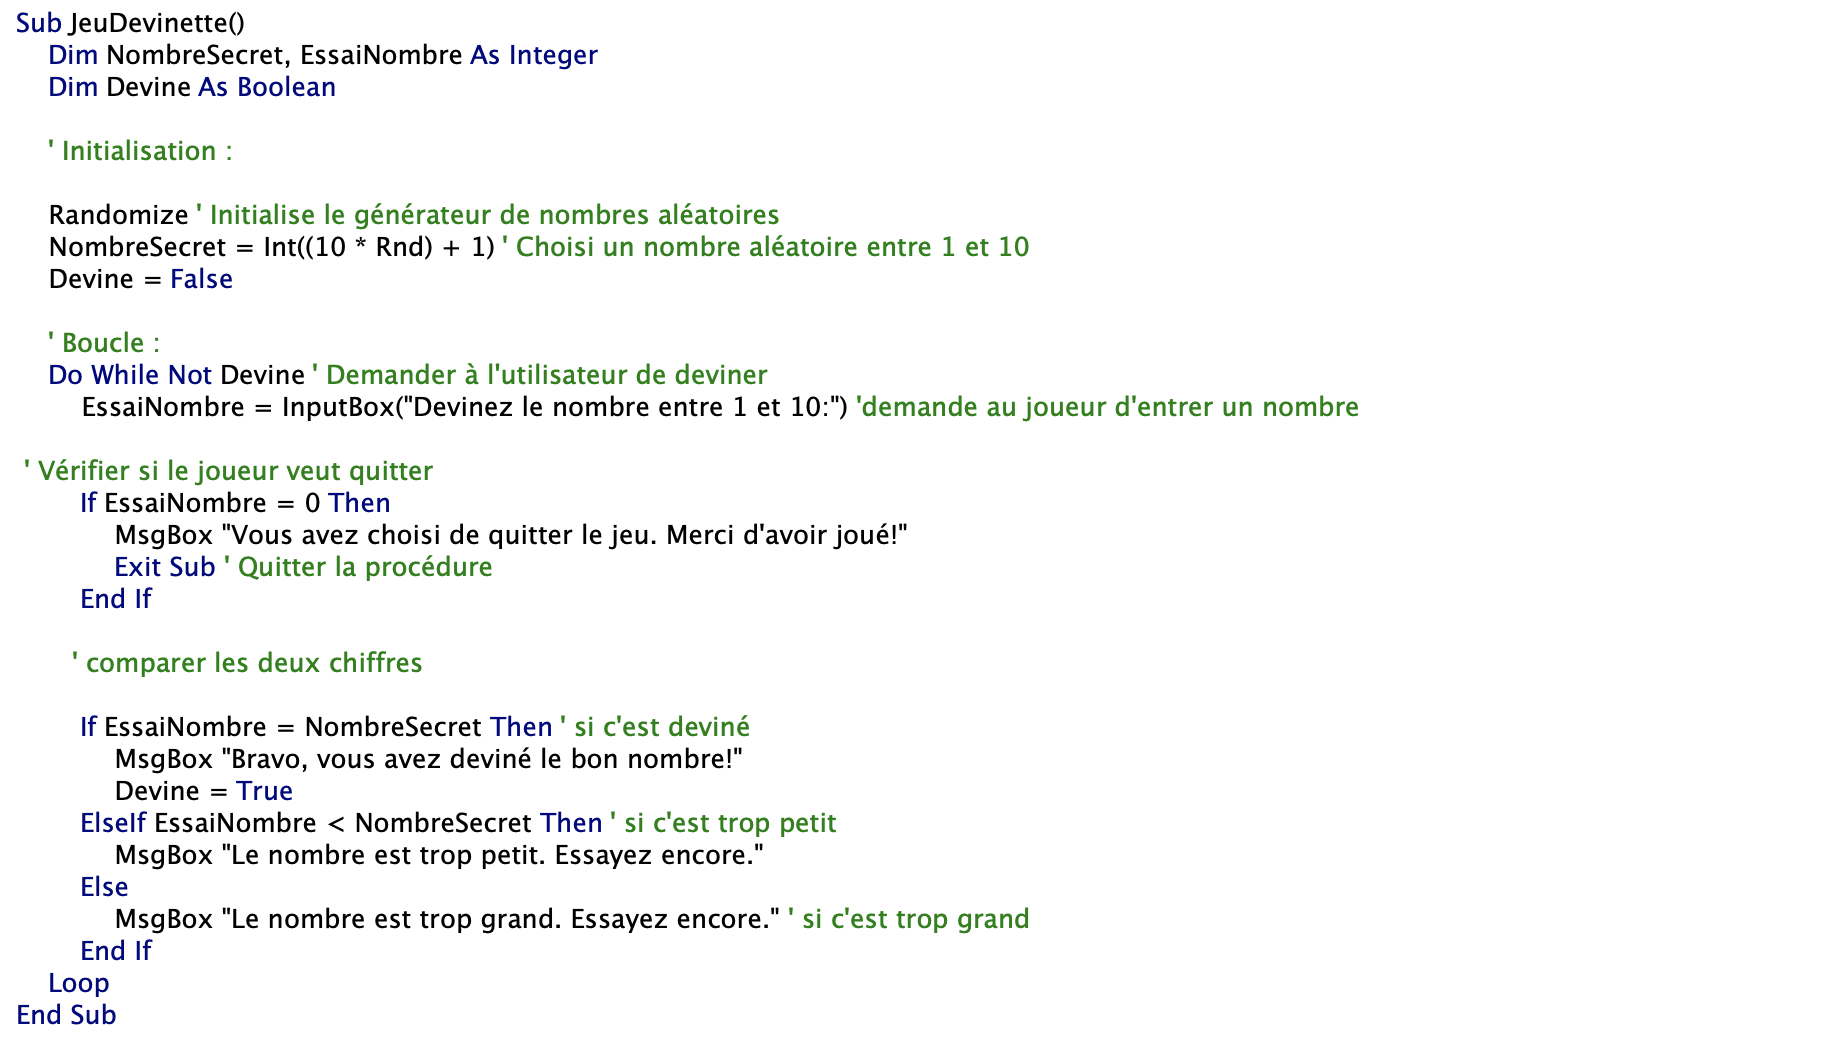 Sub JeuDevinette()
Dim NombreSecret, EssaiNombre As Integer
Dim Devine As Boolean
' Initialisation :
Randomize ' Initialise le générateur de nombres aléatoires
NombreSecret = Int((10 * Rnd) + 1) ' Choisi un nombre aléatoire entre 1 et 10
Devine = False
' Boucle :
Do While Not Devine ' Demander à l'utilisateur de deviner
EssaiNombre = InputBox("Devinez le nombre entre 1 et 10:") 'demande au joueur d'entrer un nombre
' Vérifier si le joueur veut quitter
If EssaiNombre = 0 Then
MsgBox "Vous avez choisi de quitter le jeu. Merci d'avoir joué!"
Exit Sub ' Quitter la procédure
End If
' comparer les deux chiffres
If EssaiNombre = NombreSecret Then ' si c'est deviné
MsgBox "Bravo, vous avez deviné le bon nombre!"
Devine = True
ElseIf EssaiNombre < NombreSecret Then ' si c'est trop petit
MsgBox "Le nombre est trop petit. Essayez encore."
Else
MsgBox "Le nombre est trop grand. Essayez encore." ' si c'est trop grand
End If
Loop
End Sub